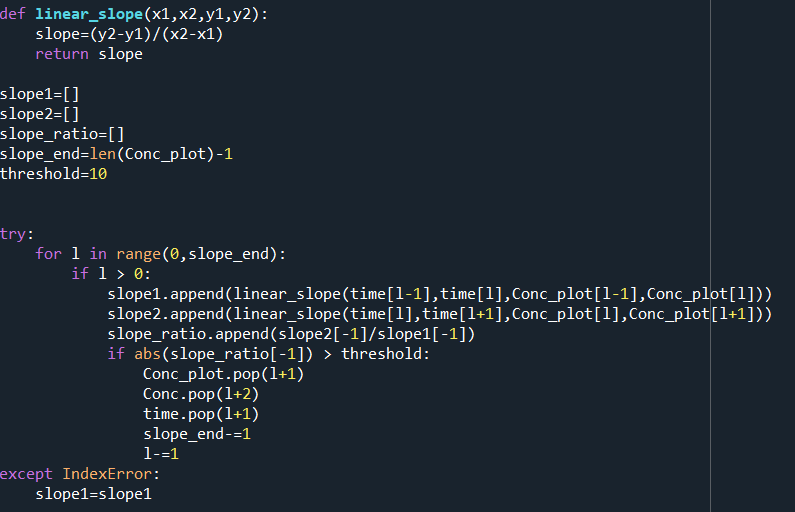 def linear_slope(x1,x2,y1,y2):
    slope=(y2-y1)/(x2-x1)
    return slope

slope1=[]
slope2=[]
slope_ratio=[]
slope_end=len(Conc_plot)-1
threshold=10


try:
    for l in range(0,slope_end):
        if l > 0:
            slope1.append(linear_slope(time[l-1],time[l],Conc_plot[l-1],Conc_plot[l]))
            slope2.append(linear_slope(time[l],time[l+1],Conc_plot[l],Conc_plot[l+1]))
            slope_ratio.append(slope2[-1]/slope1[-1])
            if abs(slope_ratio[-1]) > threshold:
                Conc_plot.pop(l+1)
                Conc.pop(l+2)
                time.pop(l+1)
                slope_end-=1
                l-=1
except IndexError:
    slope1=slope1